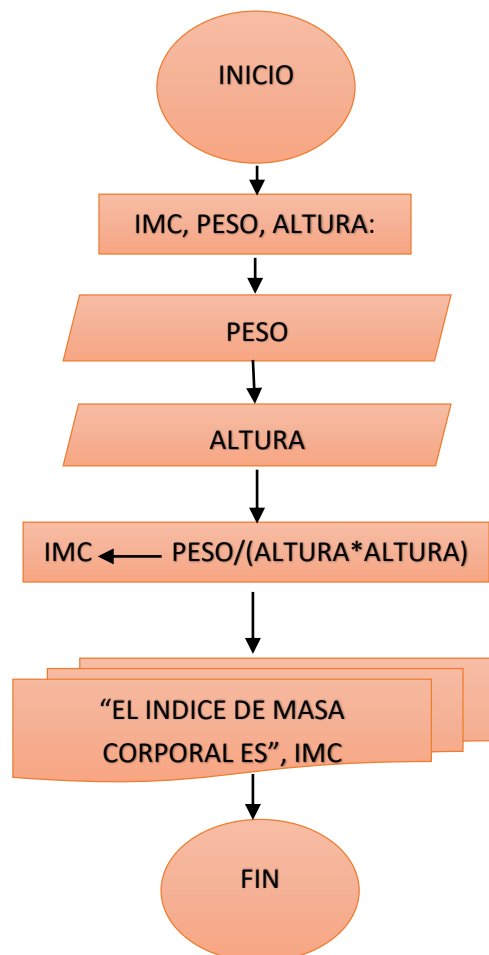 INICIO
IMC, PESO, ALTURA:
PESO
ALTURA
IMC PESO/(ALTURA*ALTURA)
“EL INDICE DE MASA
CORPORAL ES”, IMC
FIN